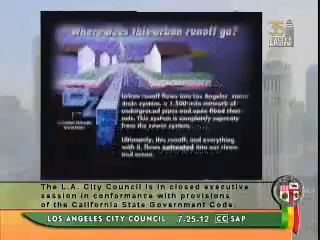 Where does this urban runoff go?
Urban runoff flows into Los Angeles storm
drain system, a 1,500 mile network of
underground pipes and open flood chan-
nels. This system is completely separate
from the sewer system.
Ultimately, this runoff, and everything
with it, flows untreated into our rivers
and ocean.
The L.A. City Council is in closed executive
session in conformance with provisions
of the California State Government Code
LOS ANGELES CITY COUNCIL 7-25-12 CC SAP
35